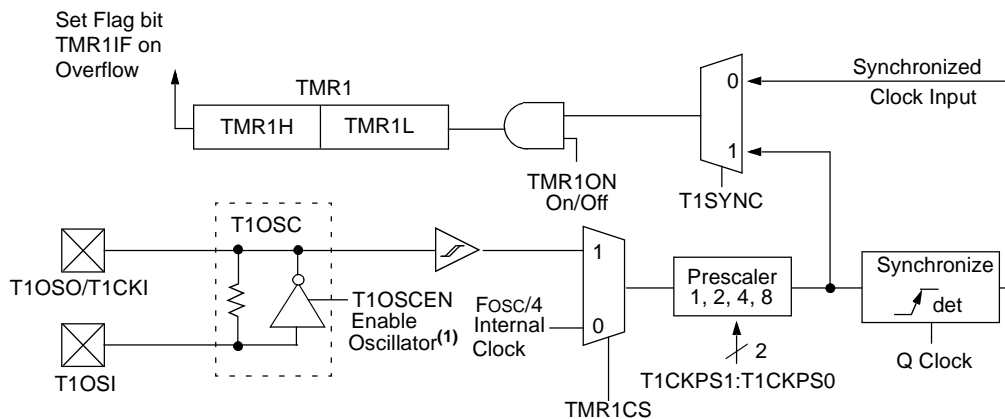 Set Flag bit
TMR1IF on
Overflow
TMR1
TMR1H
TMR1L
TMR1ON
On/Off
0
1
T1SYNC
Synchronized
Clock Input
T1OSC
T1OSO/T1CKI
T1OSI
T1OSCEN
Enable
Oscillator(1)
FOSC/4
Internal
Clock
1
0
TMR1CS
Prescaler
1, 2, 4, 8
2
T1CKPS1:T1CKPS0
Synchronize
det
Q Clock